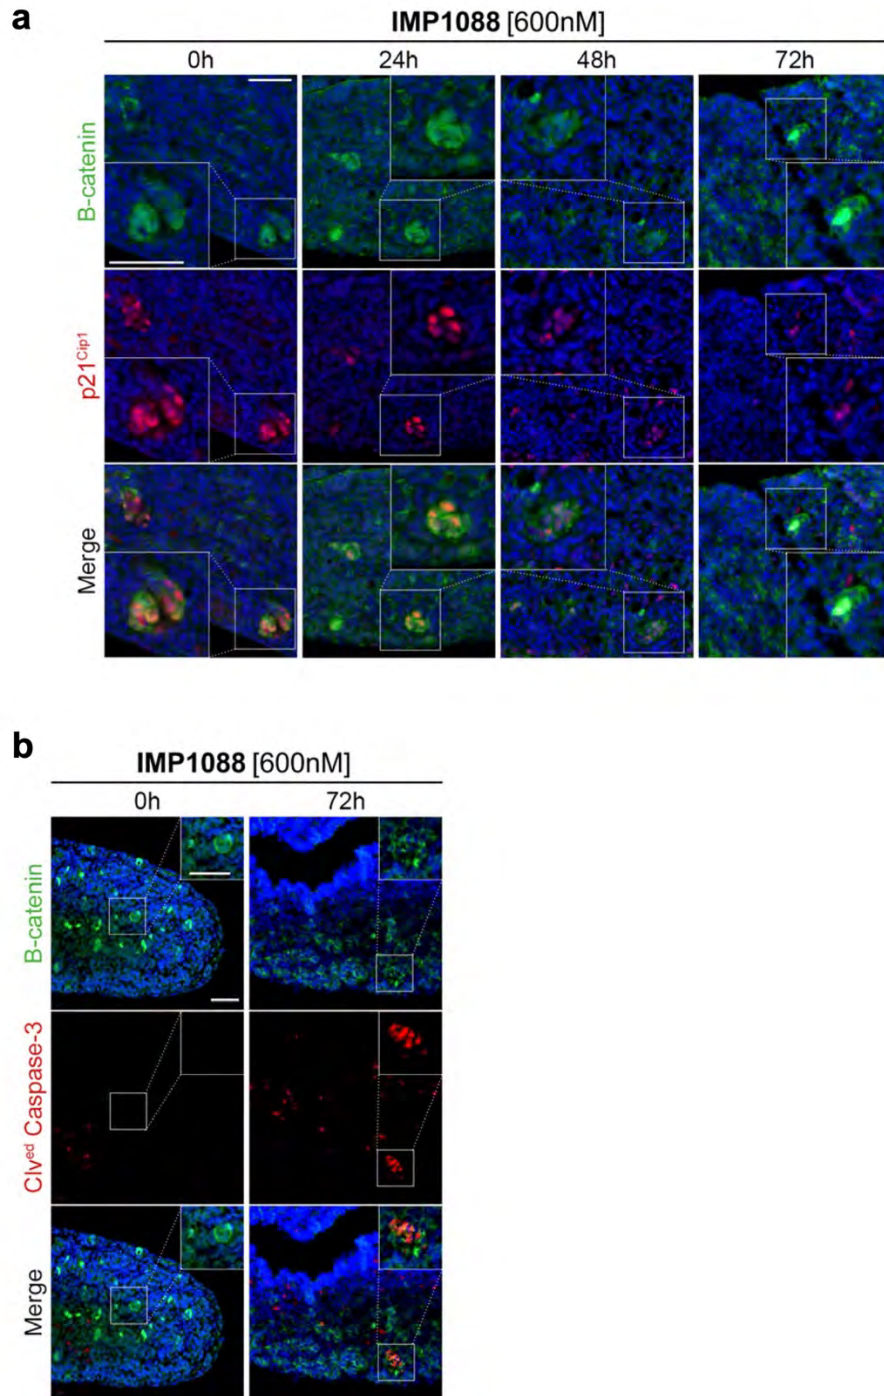 a
IMP1088 [600nM]
0h 24h 48h 72h
B-catenin
p21Cip1
Merge
b
IMP1088 [600nM]
0h 72h
B-catenin
Clved Caspase-3
Merge